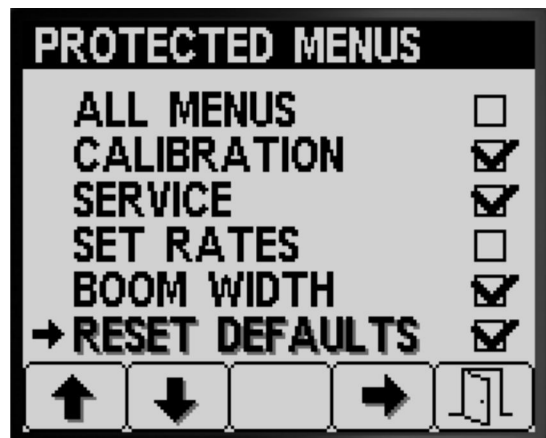 PROTECTED MENUS
ALL MENUS
CALIBRATION
SERVICE
SET RATES
BOOM WIDTH
RESET DEFAULTS